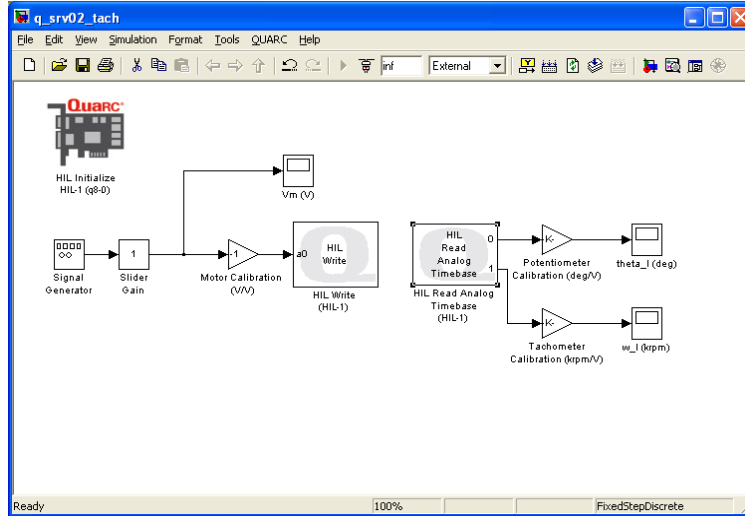 q_srv02_tach
File Edit View Simulation Format Tools QUARC Help
inf
External
QUARC
HIL Initialize
HIL-1 (q8-0)
Vm (V)
Signal
Generator
1
Slider
Gain
-1
Motor Calibration
(V/V)
a0
HIL
Write
HIL Write
(HIL-1)
HIL
Read
Analog
Timebase
0
1
HIL Read Analog
Timebase
(HIL-1)
-K-
Potentiometer
Calibration (deg/V)
theta_l (deg)
-K-
Tachometer
Calibration (krpm/V)
w_l (krpm)
Ready
100%
FixedStepDiscrete